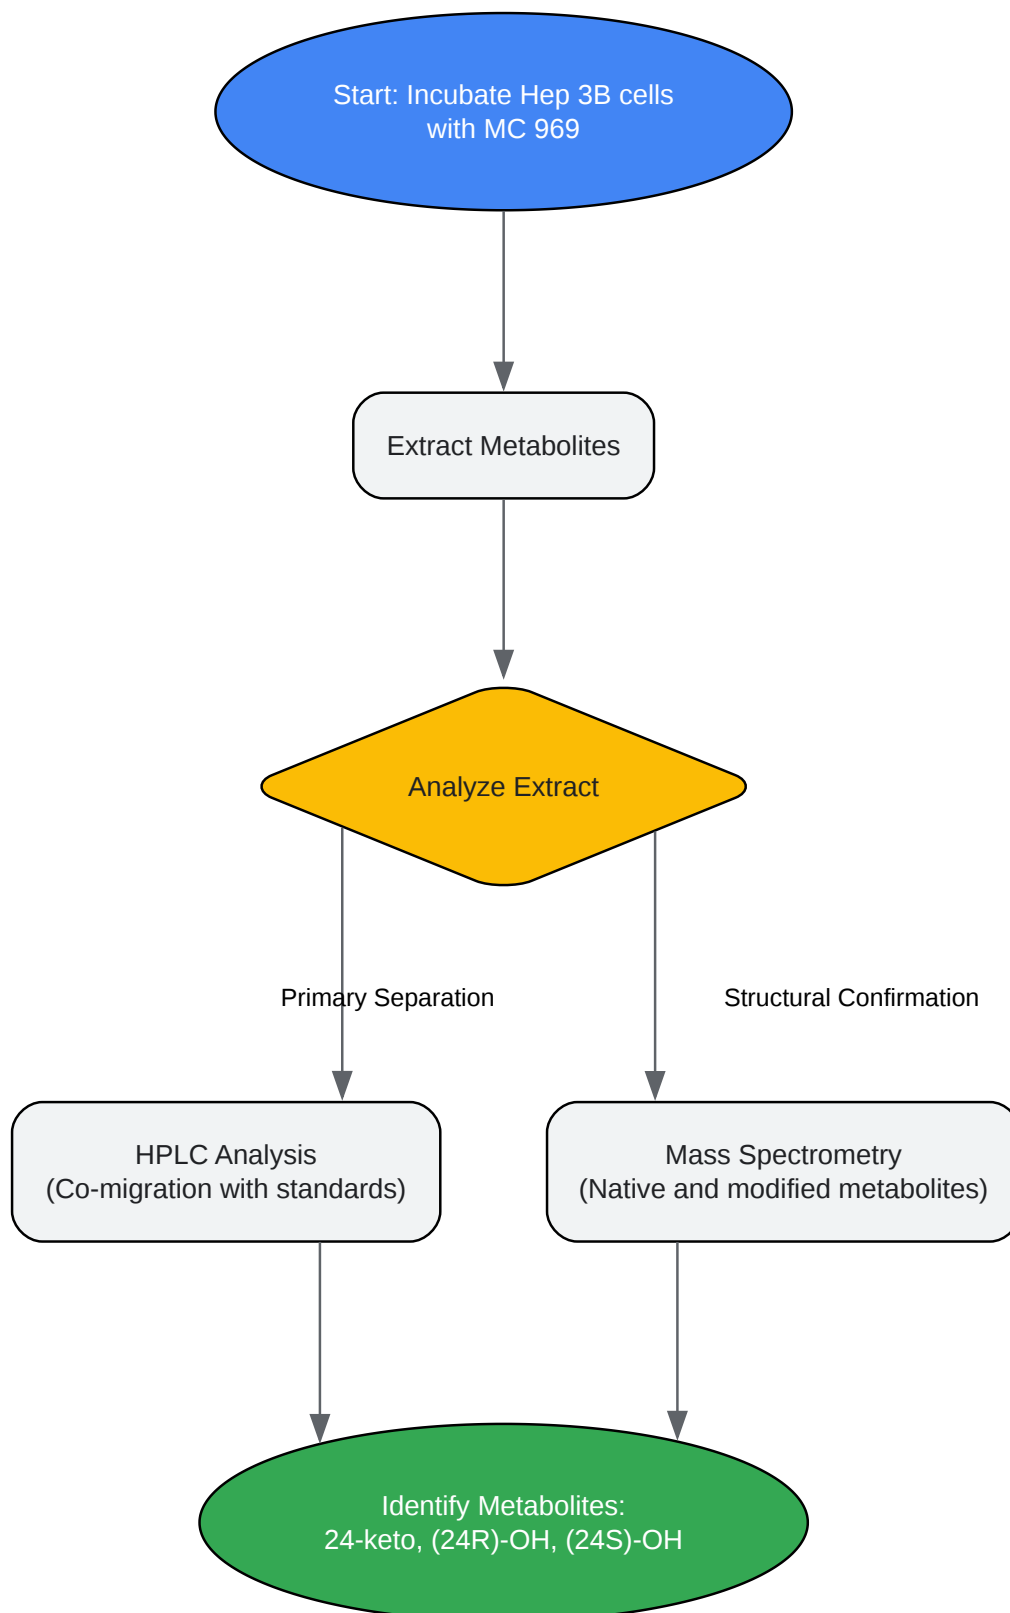 Start: Incubate Hep 3B cells
with MC 969
Extract Metabolites
Analyze Extract
Primary Separation
Structural Confirmation
HPLC Analysis
(Co-migration with standards)
Mass Spectrometry
(Native and modified metabolites)
Identify Metabolites:
24-keto, (24R)-OH, (24S)-OH